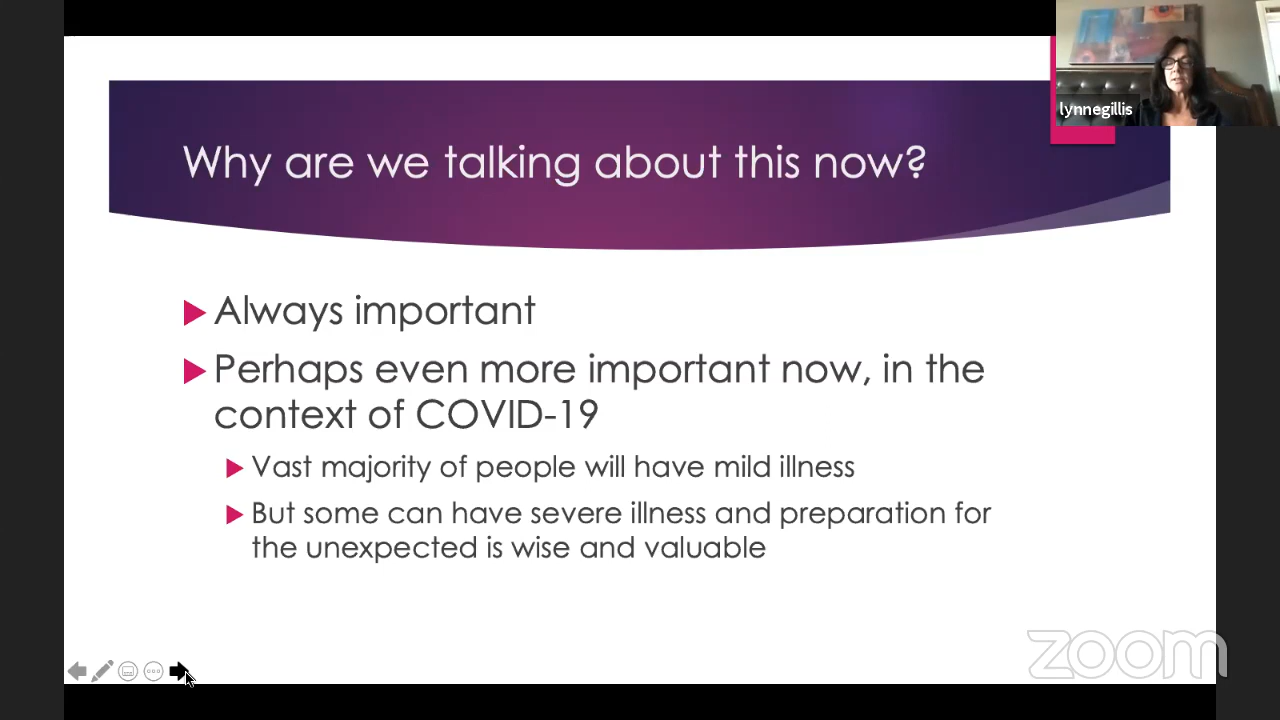 lynnegillis
Why are we talking about this now?
Always important
Perhaps even more important now, in the
context of COVID-19
Vast majority of people will have mild illness
But some can have severe illness and preparation for
the unexpected is wise and valuable
zoom